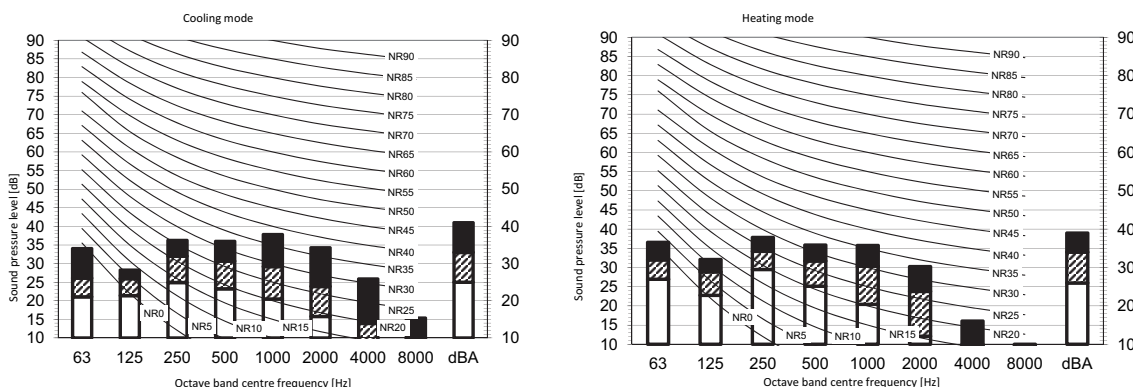 Cooling mode
Sound pressure level [dB]
90
85
80
75
70
65
60
55
50
45
40
35
30
25
20
15
10
NR90
NR85
NR80
NR75
NR70
NR65
NR60
NR55
NR50
NR45
NR40
NR35
NR30
NR25
NR0 NR5 NR10 NR15 NR20
90
80
70
60
50
40
30
20
10
63 125 250 500 1000 2000 4000 8000 dBA
Octave band centre frequency [Hz]
Heating mode
Sound pressure level [dB]
90
85
80
75
70
65
60
55
50
45
40
35
30
25
20
15
10
NR90
NR85
NR80
NR75
NR70
NR65
NR60
NR55
NR50
NR45
NR40
NR35
NR30
NR25
NR20
NR0 NR5 NR10 NR15
90
80
70
60
50
40
30
20
10
63 125 250 500 1000 2000 4000 8000 dBA
Octave band centre frequency [Hz]